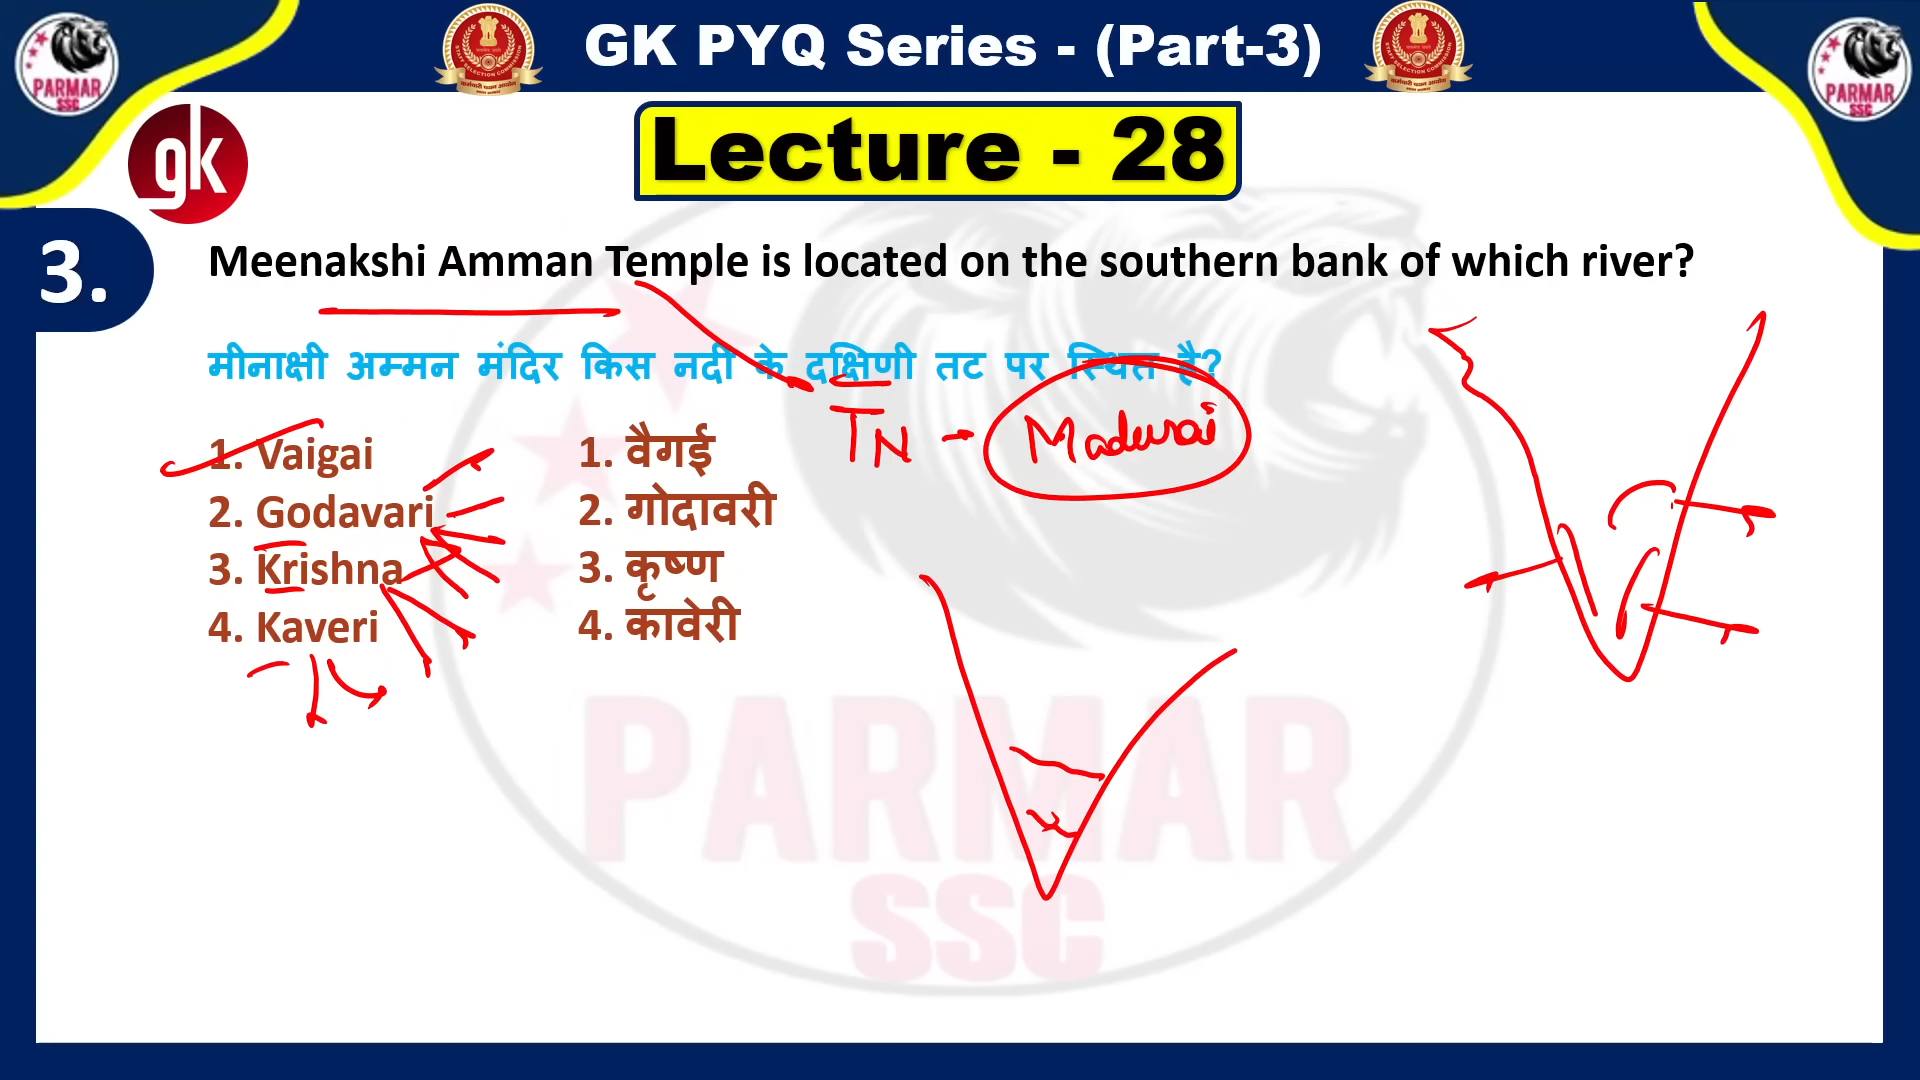 GK PYQ Series - (Part-3)
PARMAR
SSC
PARMAR
SSC
gk
Lecture - 28
3.
Meenakshi Amman Temple is located on the southern bank of which river?
मीनाक्षी अम्मन मंदिर किस नदी के दक्षिणी तट पर स्थित है?
TN - Madurai
1. Vaigai
2. Godavari
3. Krishna
4. Kaveri
1. वैगई
2. गोदावरी
3. कृष्ण
4. कावेरी
PARMAR
SSC